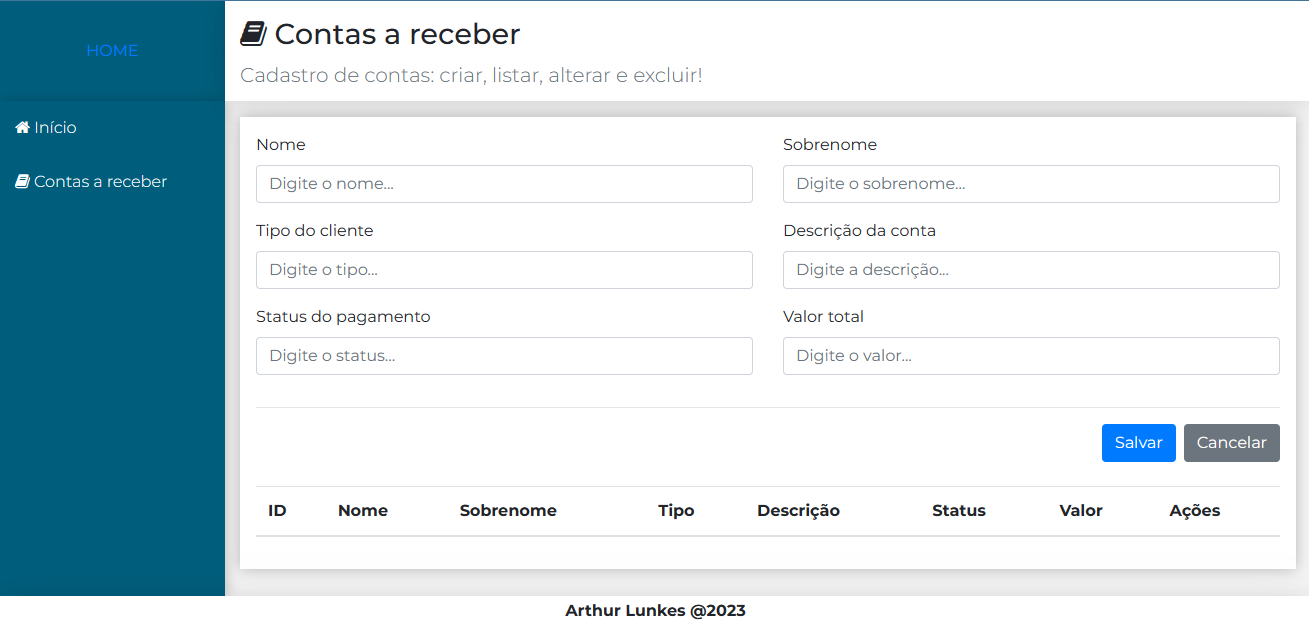 HOME
Início
Contas a receber
Contas a receber
Cadastro de contas: criar, listar, alterar e excluir!
Nome
Sobrenome
Digite o nome...
Digite o sobrenome...
Tipo do cliente
Descrição da conta
Digite o tipo...
Digite a descrição...
Status do pagamento
Valor total
Digite o status...
Digite o valor...
Salvar
Cancelar
ID Nome Sobrenome Tipo Descrição Status Valor Ações
Arthur Lunkes @2023